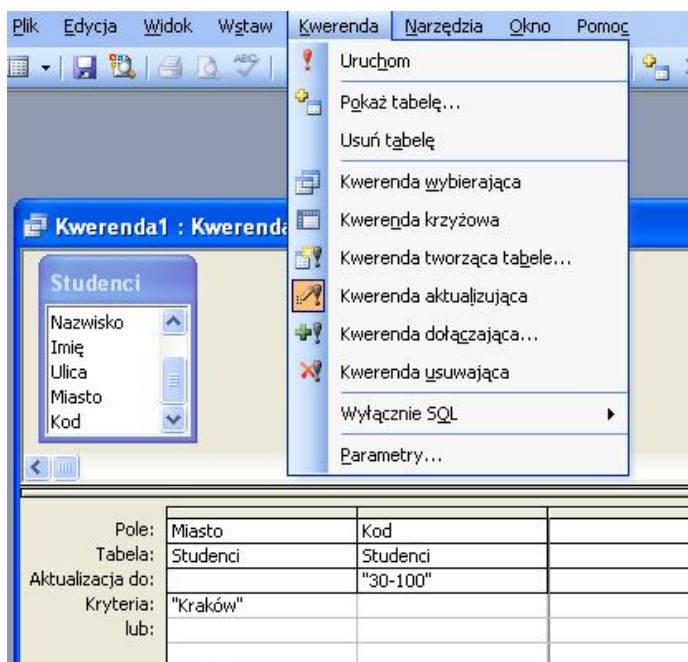 Plik Edycja Widok Wstaw Kwerenda Narzędzia Okno Pomoc
ABC
Uruchom
Pokaż tabelę...
Usuń tabelę
Kwerenda wybierająca
Kwerenda krzyżowa
Kwerenda tworząca tabele...
Kwerenda aktualizująca
Kwerenda dołączająca...
Kwerenda usuwająca
Wyłącznie SQL
Parametry...
Kwerenda1 : Kwerenda
Studenci
Nazwisko
Imię
Ulica
Miasto
Kod
Pole: Miasto Kod
Tabela: Studenci Studenci
Aktualizacja do: "30-100"
Kryteria: "Kraków"
lub: